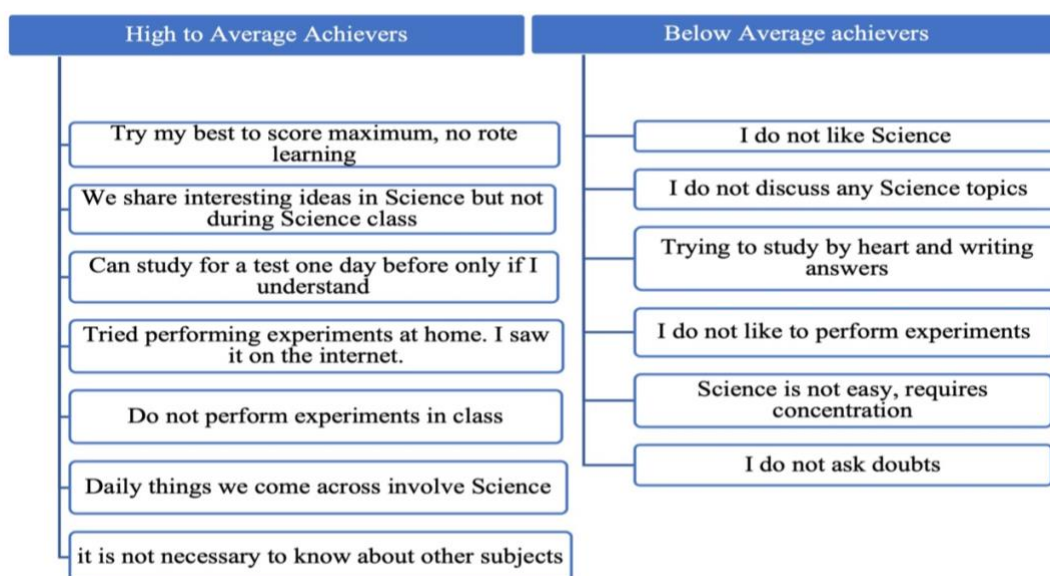 High to Average Achievers
Try my best to score maximum, no rote
learning
We share interesting ideas in Science but not
during Science class
Can study for a test one day before only if I
understand
Tried performing experiments at home. I saw
it on the internet.
Do not perform experiments in class
Daily things we come across involve Science
it is not necessary to know about other subjects
Below Average achievers
I do not like Science
I do not discuss any Science topics
Trying to study by heart and writing
answers
I do not like to perform experiments
Science is not easy, requires
concentration
I do not ask doubts